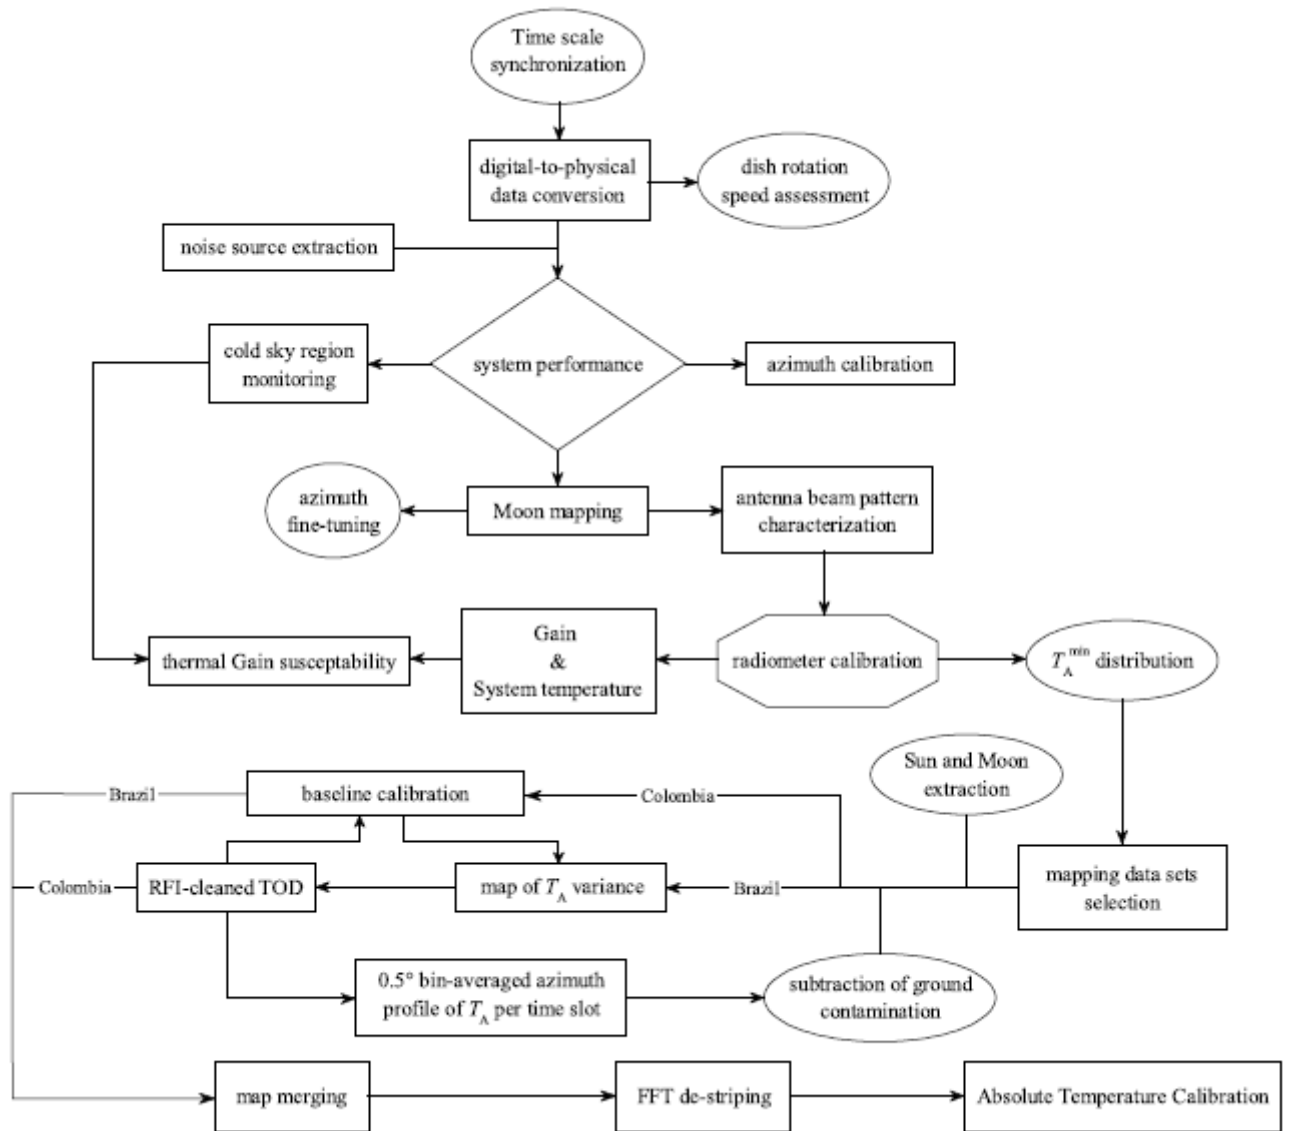 Time scale
synchronization
digital-to-physical
data conversion
dish rotation
speed assessment
noise source extraction
cold sky region
monitoring
system performance
azimuth calibration
azimuth
fine-tuning
Moon mapping
antenna beam pattern
characterization
thermal Gain susceptability
Gain
&
System temperature
radiometer calibration
T_A^min distribution
Sun and Moon
extraction
Brazil
baseline calibration
Colombia
Colombia
RFI-cleaned TOD
map of T_A variance
Brazil
mapping data sets
selection
0.5° bin-averaged azimuth
profile of T_A per time slot
subtraction of ground
contamination
map merging
FFT de-striping
Absolute Temperature Calibration